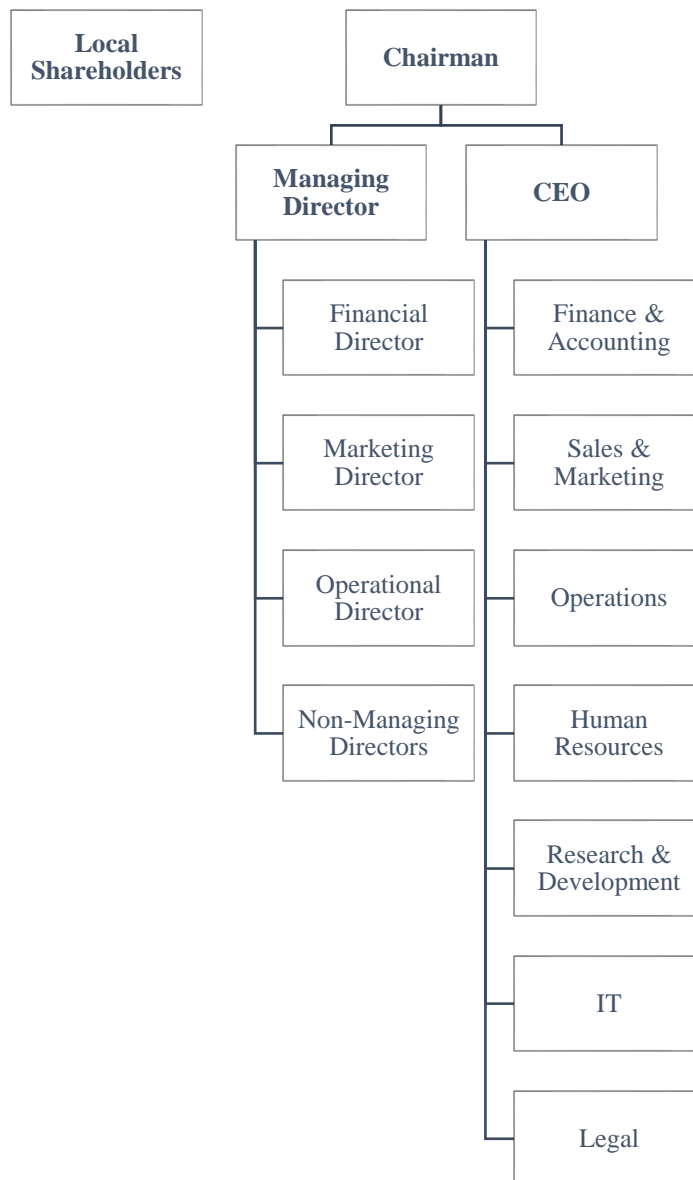 Local
Shareholders
Chairman
Managing
Director
CEO
Financial
Director
Finance &
Accounting
Marketing
Director
Sales &
Marketing
Operational
Director
Operations
Non-Managing
Directors
Human
Resources
Research &
Development
IT
Legal